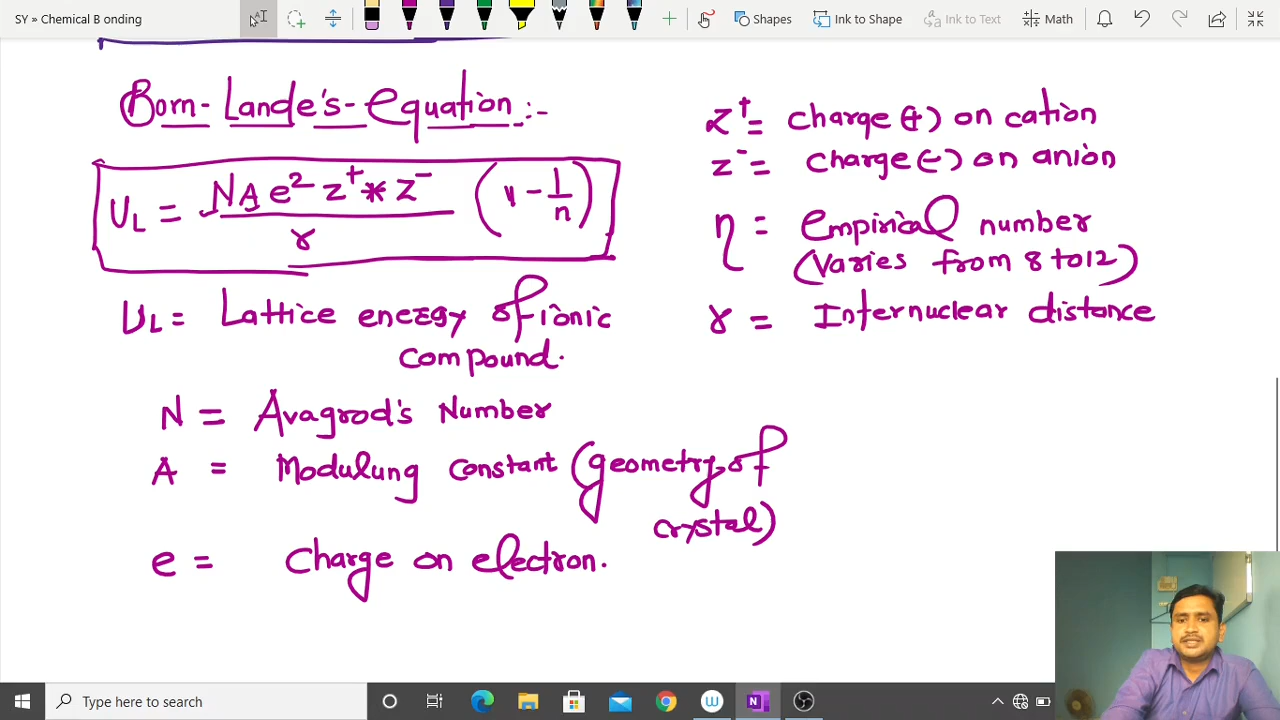 SY » Chemical B onding
Shapes
Ink to Shape
Ink to Text
Math
Born-Lande's-equation:-
UL = NA e² z⁺ * z⁻ / r (1 - 1/n)
UL = Lattice energy of ionic
compound.
N = Avagrod's Number
A = Modulung constant (geometry of
crystal)
e = Charge on electron.
z⁺ = charge (+) on cation
z⁻ = charge (-) on anion
η = empirical number
(Varies from 8 to 12)
r = Internuclear distance
Type here to search